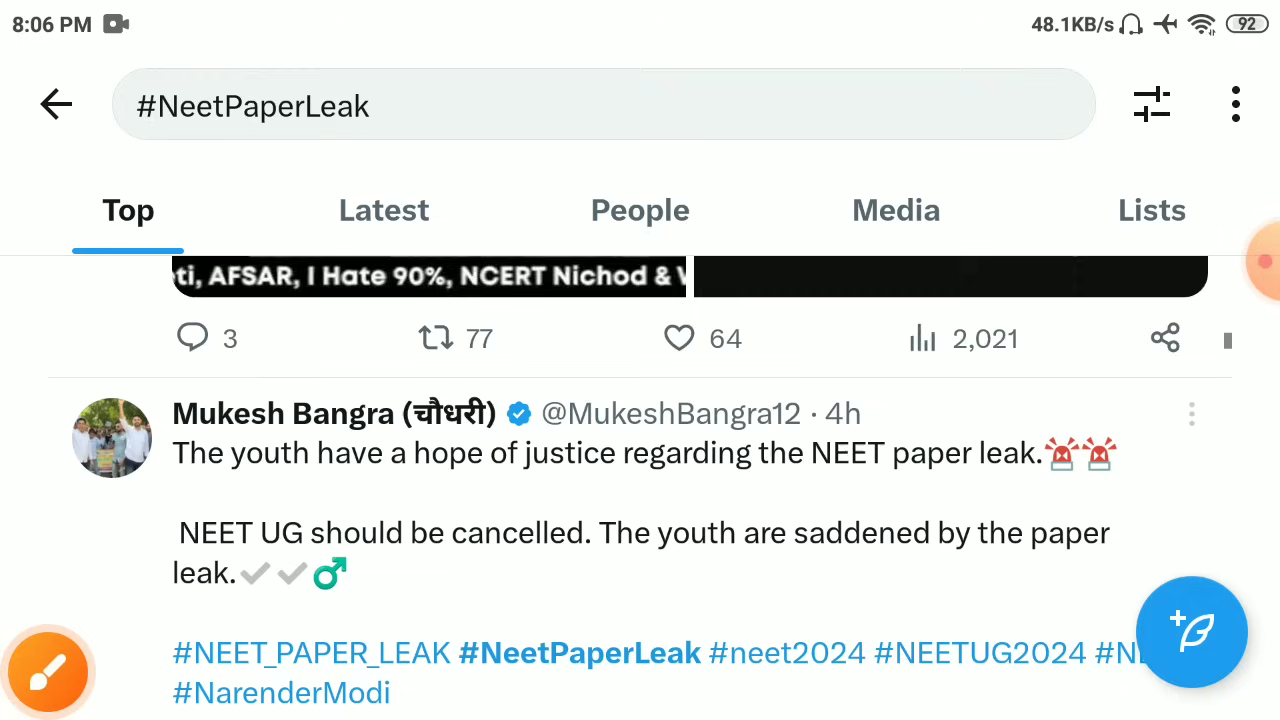 8:06 PM 48.1KB/s 92
#NeetPaperLeak
Top Latest People Media Lists
ti, AFSAR, I Hate 90%, NCERT Nichod &
3 77 64 2,021
Mukesh Bangra (चौधरी) @MukeshBangra12 · 4h
The youth have a hope of justice regarding the NEET paper leak.
NEET UG should be cancelled. The youth are saddened by the paper
leak.
#NEET_PAPER_LEAK #NeetPaperLeak #neet2024 #NEETUG2024
#NarenderModi